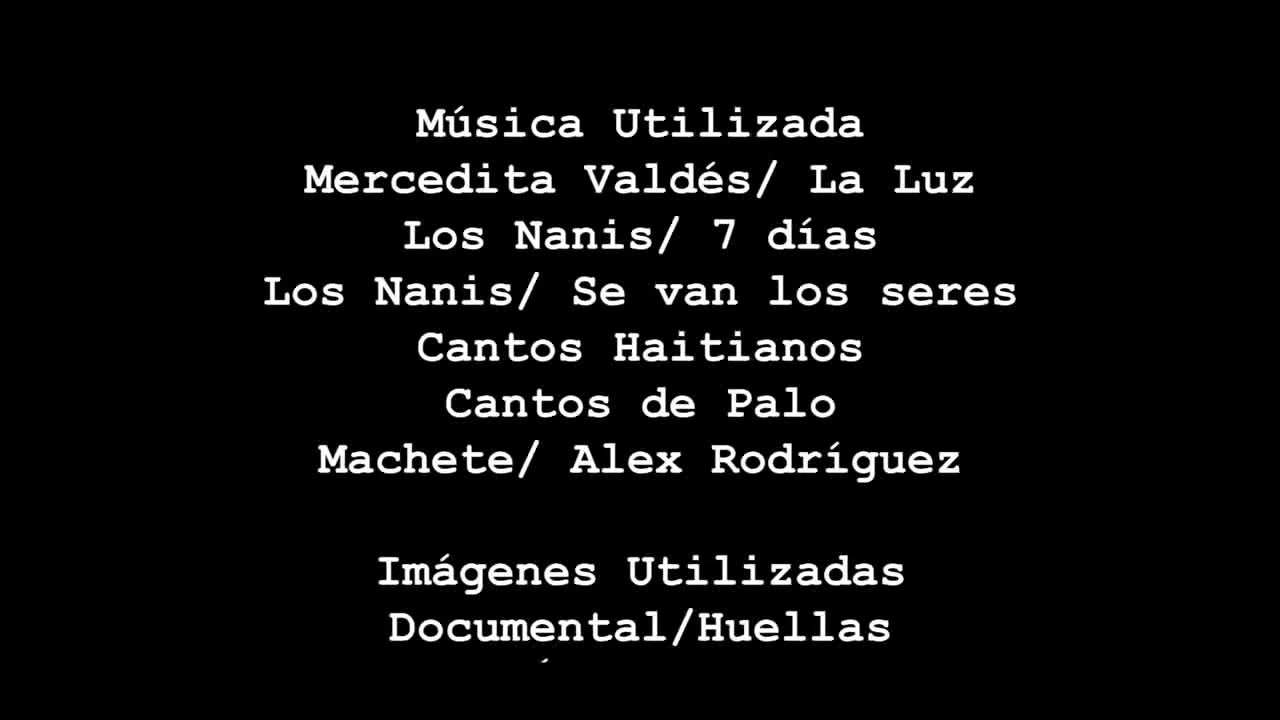 Música Utilizada
Mercedita Valdés/ La Luz
Los Nanis/ 7 días
Los Nanis/ Se van los seres
Cantos Haitianos
Cantos de Palo
Machete/ Alex Rodríguez
Imágenes Utilizadas
Documental/Huellas